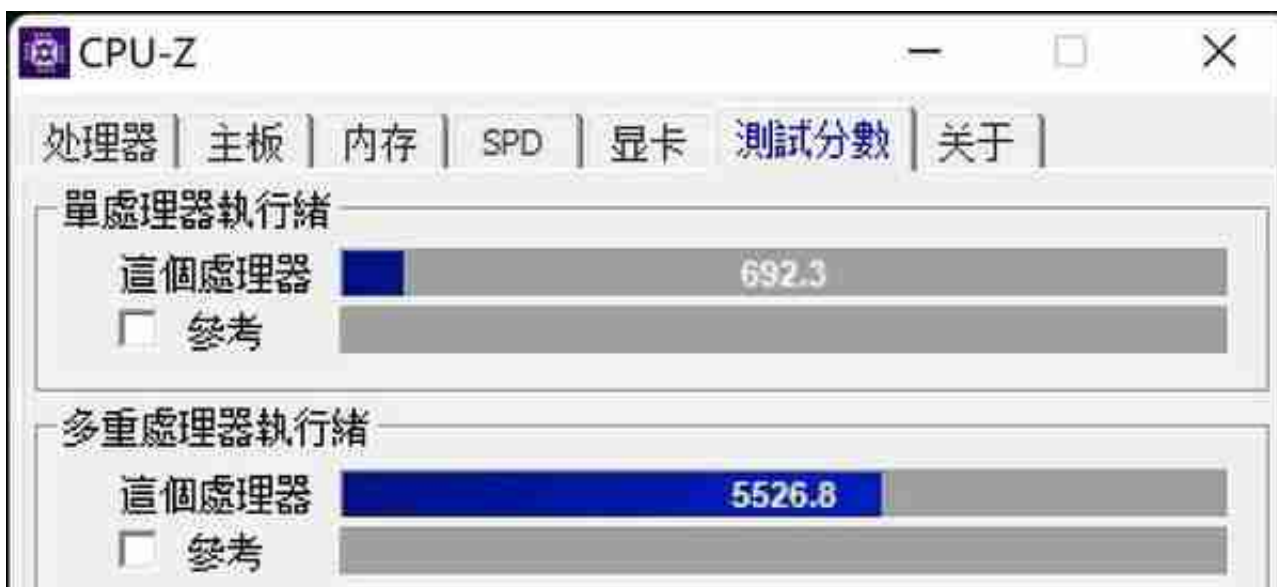 CPU-Z
处理器 主板 内存 SPD 显卡 測試分數 关于
單處理器執行緒
這個處理器 692.3
參考
多重處理器執行緒
這個處理器 5526.8
參考